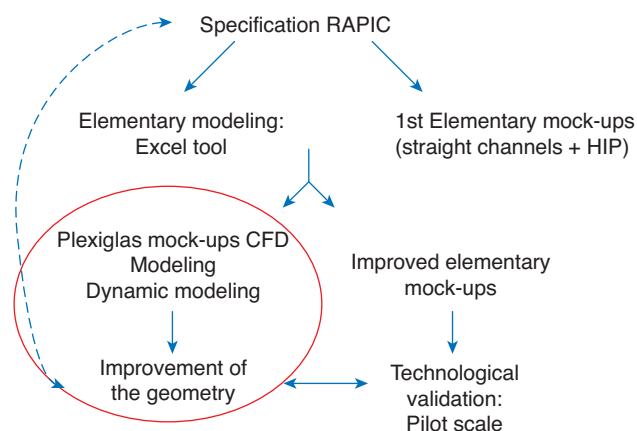 Specification RAPIC
Elementary modeling:
Excel tool
1st Elementary mock-ups
(straight channels + HIP)
Plexiglas mock-ups CFD
Modeling
Dynamic modeling
Improved elementary
mock-ups
Improvement of
the geometry
Technological
validation:
Pilot scale